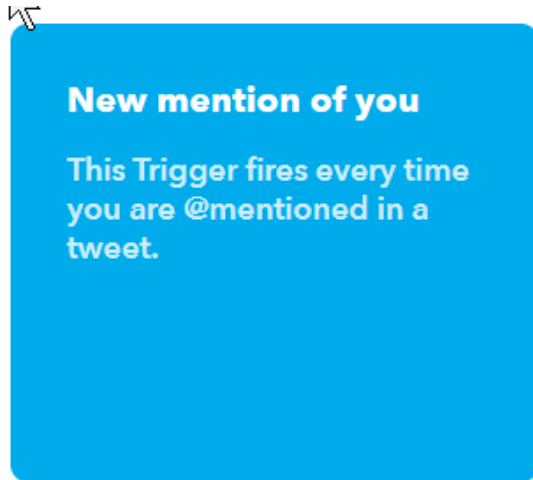 New mention of you
This Trigger fires every time
you are @mentioned in a
tweet.